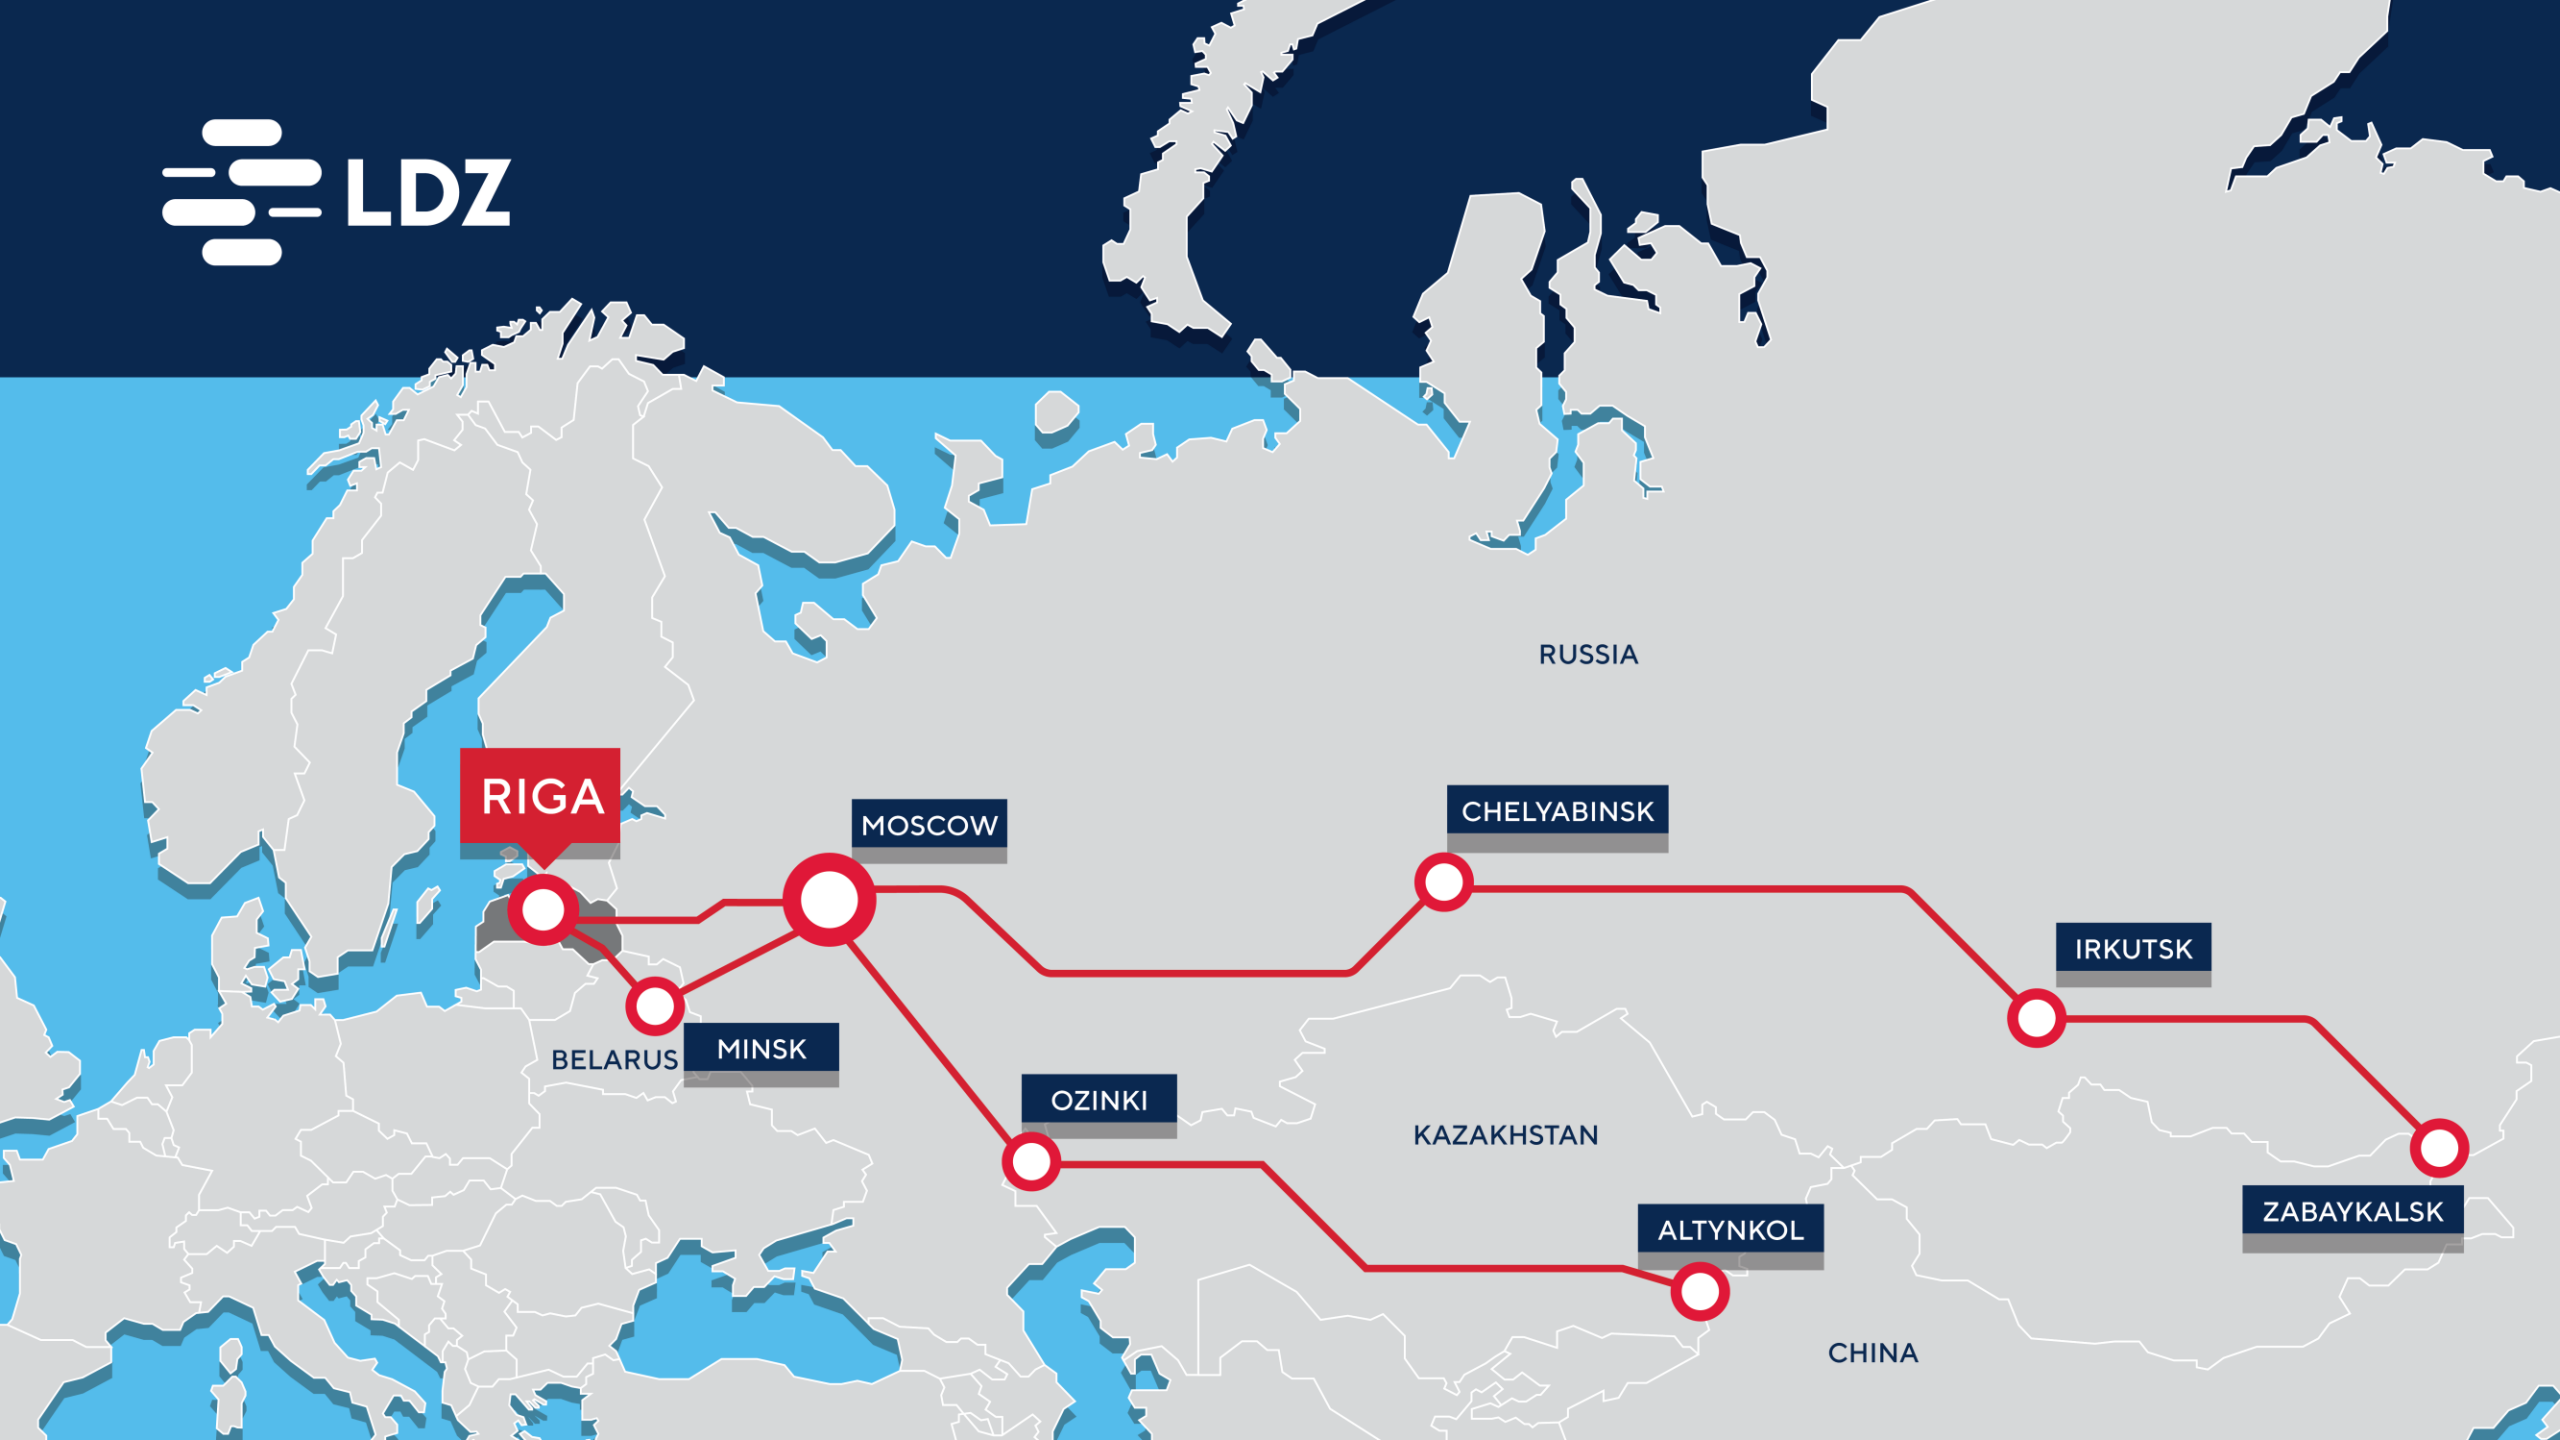 LDZ
RUSSIA
RIGA
MOSCOW
CHELYABINSK
IRKUTSK
BELARUS
MINSK
OZINKI
KAZAKHSTAN
ALTYNKOL
ZABAYKALSK
CHINA